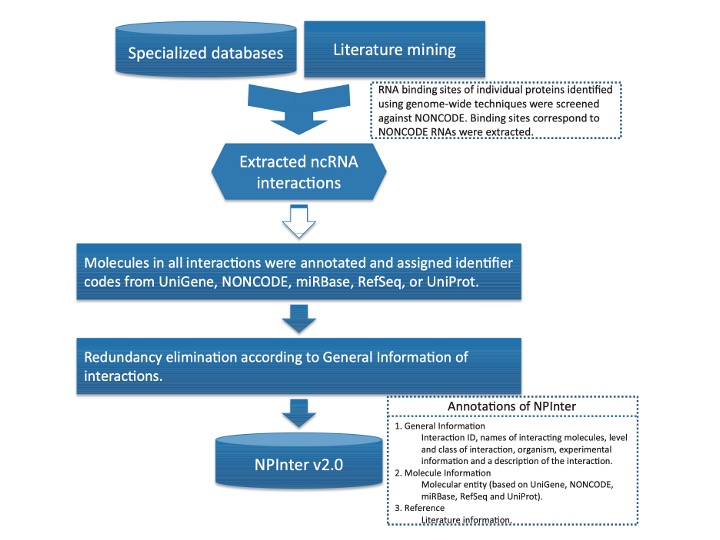 Specialized databases
Literature mining
RNA binding sites of individual proteins identified
using genome-wide techniques were screened
against NONCODE. Binding sites correspond to
NONCODE RNAs were extracted.
Extracted ncRNA
interactions
Molecules in all interactions were annotated and assigned identifier
codes from UniGene, NONCODE, miRBase, RefSeq, or UniProt.
Redundancy elimination according to General Information of
interactions.
NPInter v2.0
Annotations of NPInter
1. General Information
Interaction ID, names of interacting molecules, level
and class of interaction, organism, experimental
information and a description of the interaction.
2. Molecule Information
Molecular entity (based on UniGene, NONCODE,
miRBase, RefSeq and UniProt).
3. Reference
Literature information.